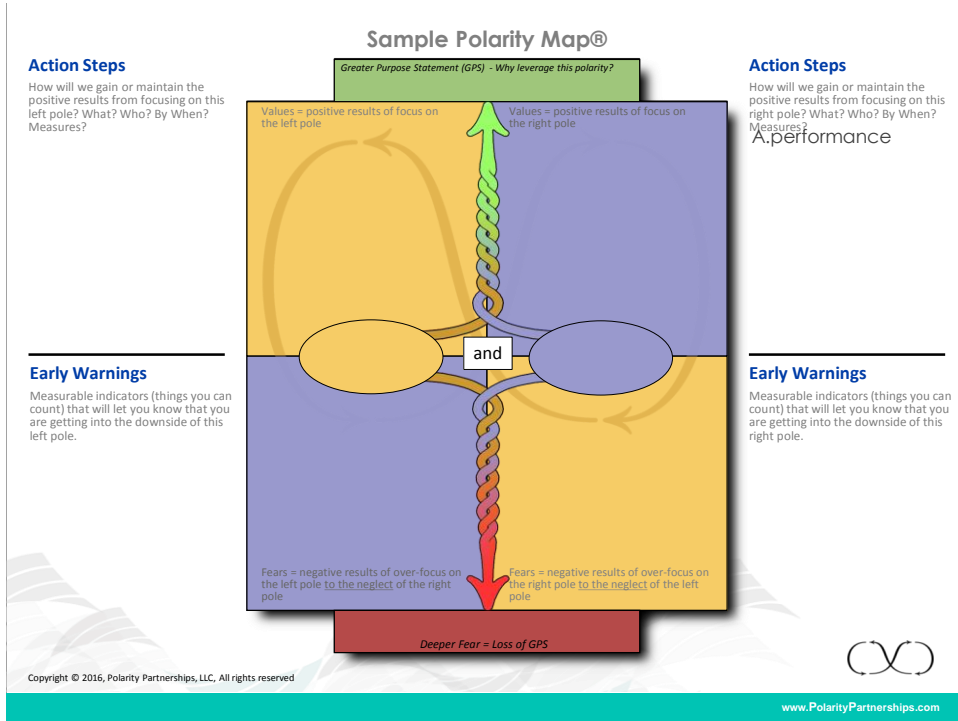 Sample Polarity Map®
Action Steps
How will we gain or maintain the
positive results from focusing on this
left pole? What? Who? By When?
Measures?
Greater Purpose Statement (GPS) - Why leverage this polarity?
Action Steps
How will we gain or maintain the
positive results from focusing on this
right pole? What? Who? By When?
Measures?
A.performance
Values = positive results of focus on
the left pole
Values = positive results of focus on
the right pole
and
Early Warnings
Measurable indicators (things you can
count) that will let you know that you
are getting into the downside of this
left pole.
Early Warnings
Measurable indicators (things you can
count) that will let you know that you
are getting into the downside of this
right pole.
Fears = negative results of over-focus on
the left pole to the neglect of the right
pole
Fears = negative results of over-focus on
the right pole to the neglect of the left
pole
Deeper Fear = Loss of GPS
Copyright © 2016, Polarity Partnerships, LLC, All rights reserved
www.PolarityPartnerships.com